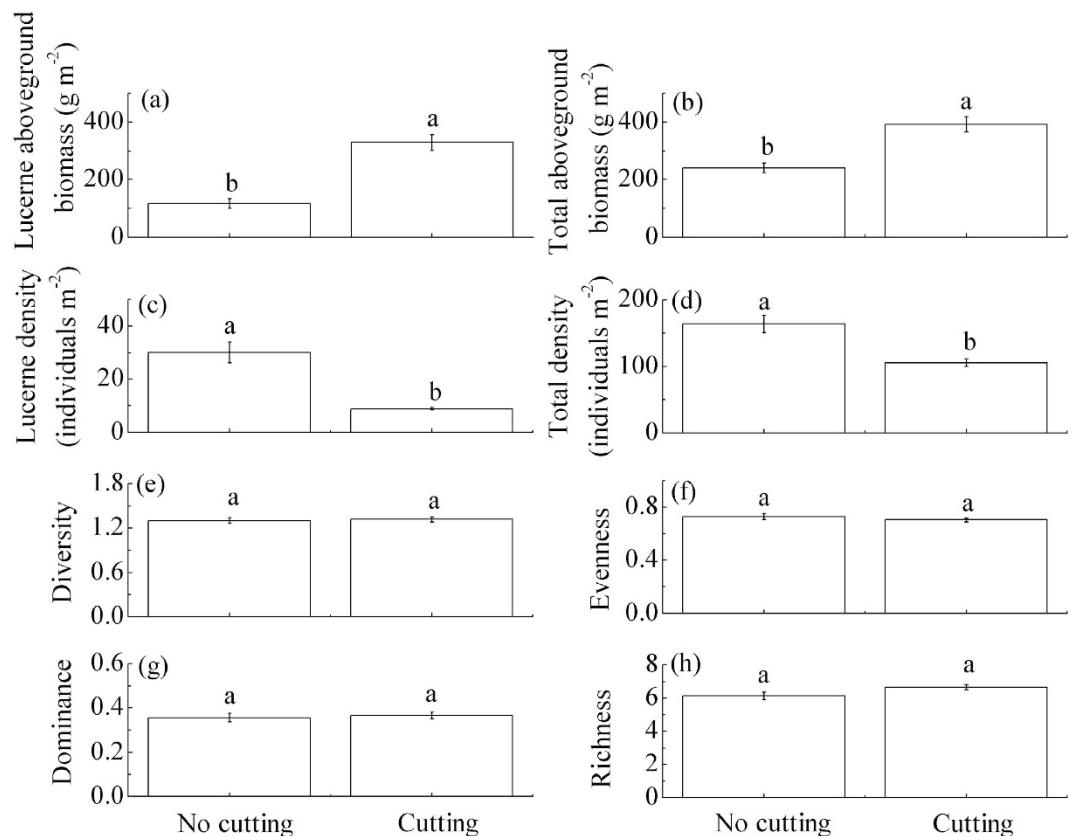 Lucerne aboveground
biomass (g m-2)
(a)
400
200
0
b
a
Total aboveground
biomass (g m-2)
(b)
400
200
0
b
a
Lucerne density
(individuals m-2)
(c)
40
20
0
a
b
Total density
(individuals m-2)
(d)
200
100
0
a
b
Diversity
(e)
1.8
1.2
0.6
0.0
a
a
Evenness
(f)
0.8
0.4
0.0
a
a
Dominance
(g)
0.6
0.4
0.2
0.0
a
a
No cutting
Cutting
Richness
(h)
8
6
4
2
0
a
a
No cutting
Cutting